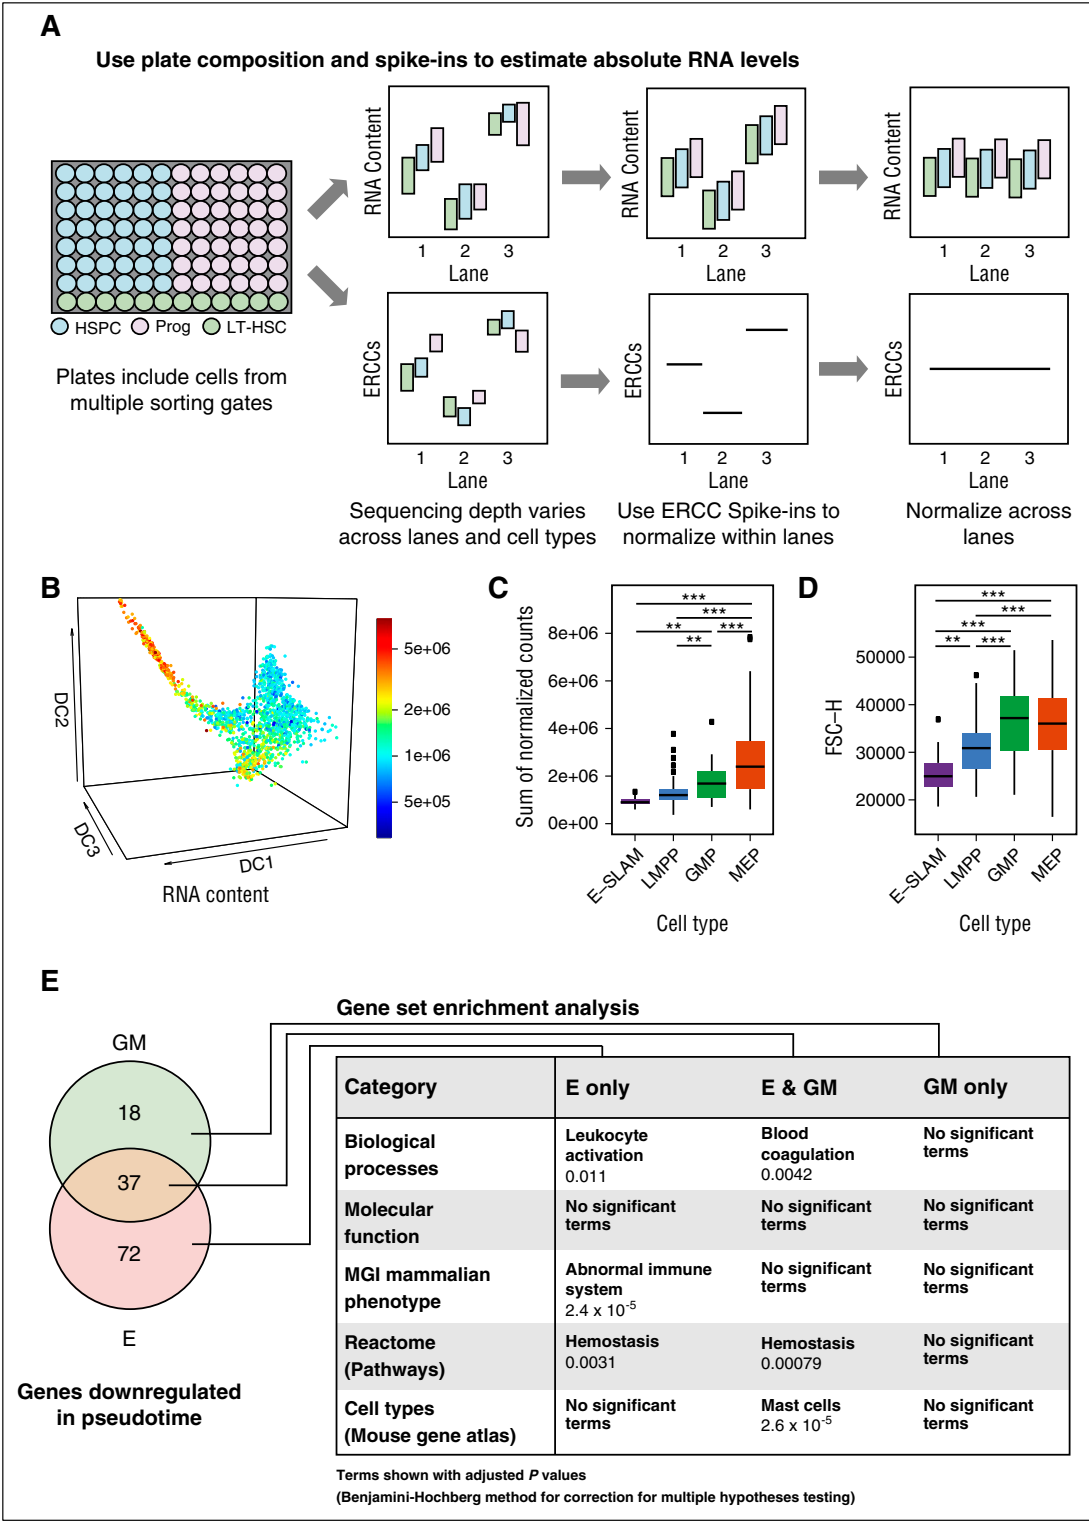 A
Use plate composition and spike-ins to estimate absolute RNA levels
HSPC Prog LT-HSC
Plates include cells from
multiple sorting gates
RNA Content
1 2 3
Lane
RNA Content
1 2 3
Lane
RNA Content
1 2 3
Lane
ERCCs
1 2 3
Lane
ERCCs
1 2 3
Lane
ERCCs
1 2 3
Lane
Sequencing depth varies
across lanes and cell types
Use ERCC Spike-ins to
normalize within lanes
Normalize across
lanes
B
DC2
DC3
DC1
RNA content
5e+06
2e+06
1e+06
5e+05
C
Sum of normalized counts
8e+06
6e+06
4e+06
2e+06
0e+00
***
***
** ***
**
E–SLAM
LMPP
GMP
MEP
Cell type
D
FSC–H
50000
40000
30000
20000
***
***
***
** ***
E–SLAM
LMPP
GMP
MEP
Cell type
E
Gene set enrichment analysis
GM
18
37
72
E
Genes downregulated
in pseudotime
Category E only E & GM GM only
Biological
processes
Leukocyte
activation
0.011
Blood
coagulation
0.0042
No significant
terms
Molecular
function
No significant
terms
No significant
terms
No significant
terms
MGI mammalian
phenotype
Abnormal immune
system
2.4 x 10⁻⁵
No significant
terms
No significant
terms
Reactome
(Pathways)
Hemostasis
0.0031
Hemostasis
0.00079
No significant
terms
Cell types
(Mouse gene atlas)
No significant
terms
Mast cells
2.6 x 10⁻⁵
No significant
terms
Terms shown with adjusted P values
(Benjamini-Hochberg method for correction for multiple hypotheses testing)